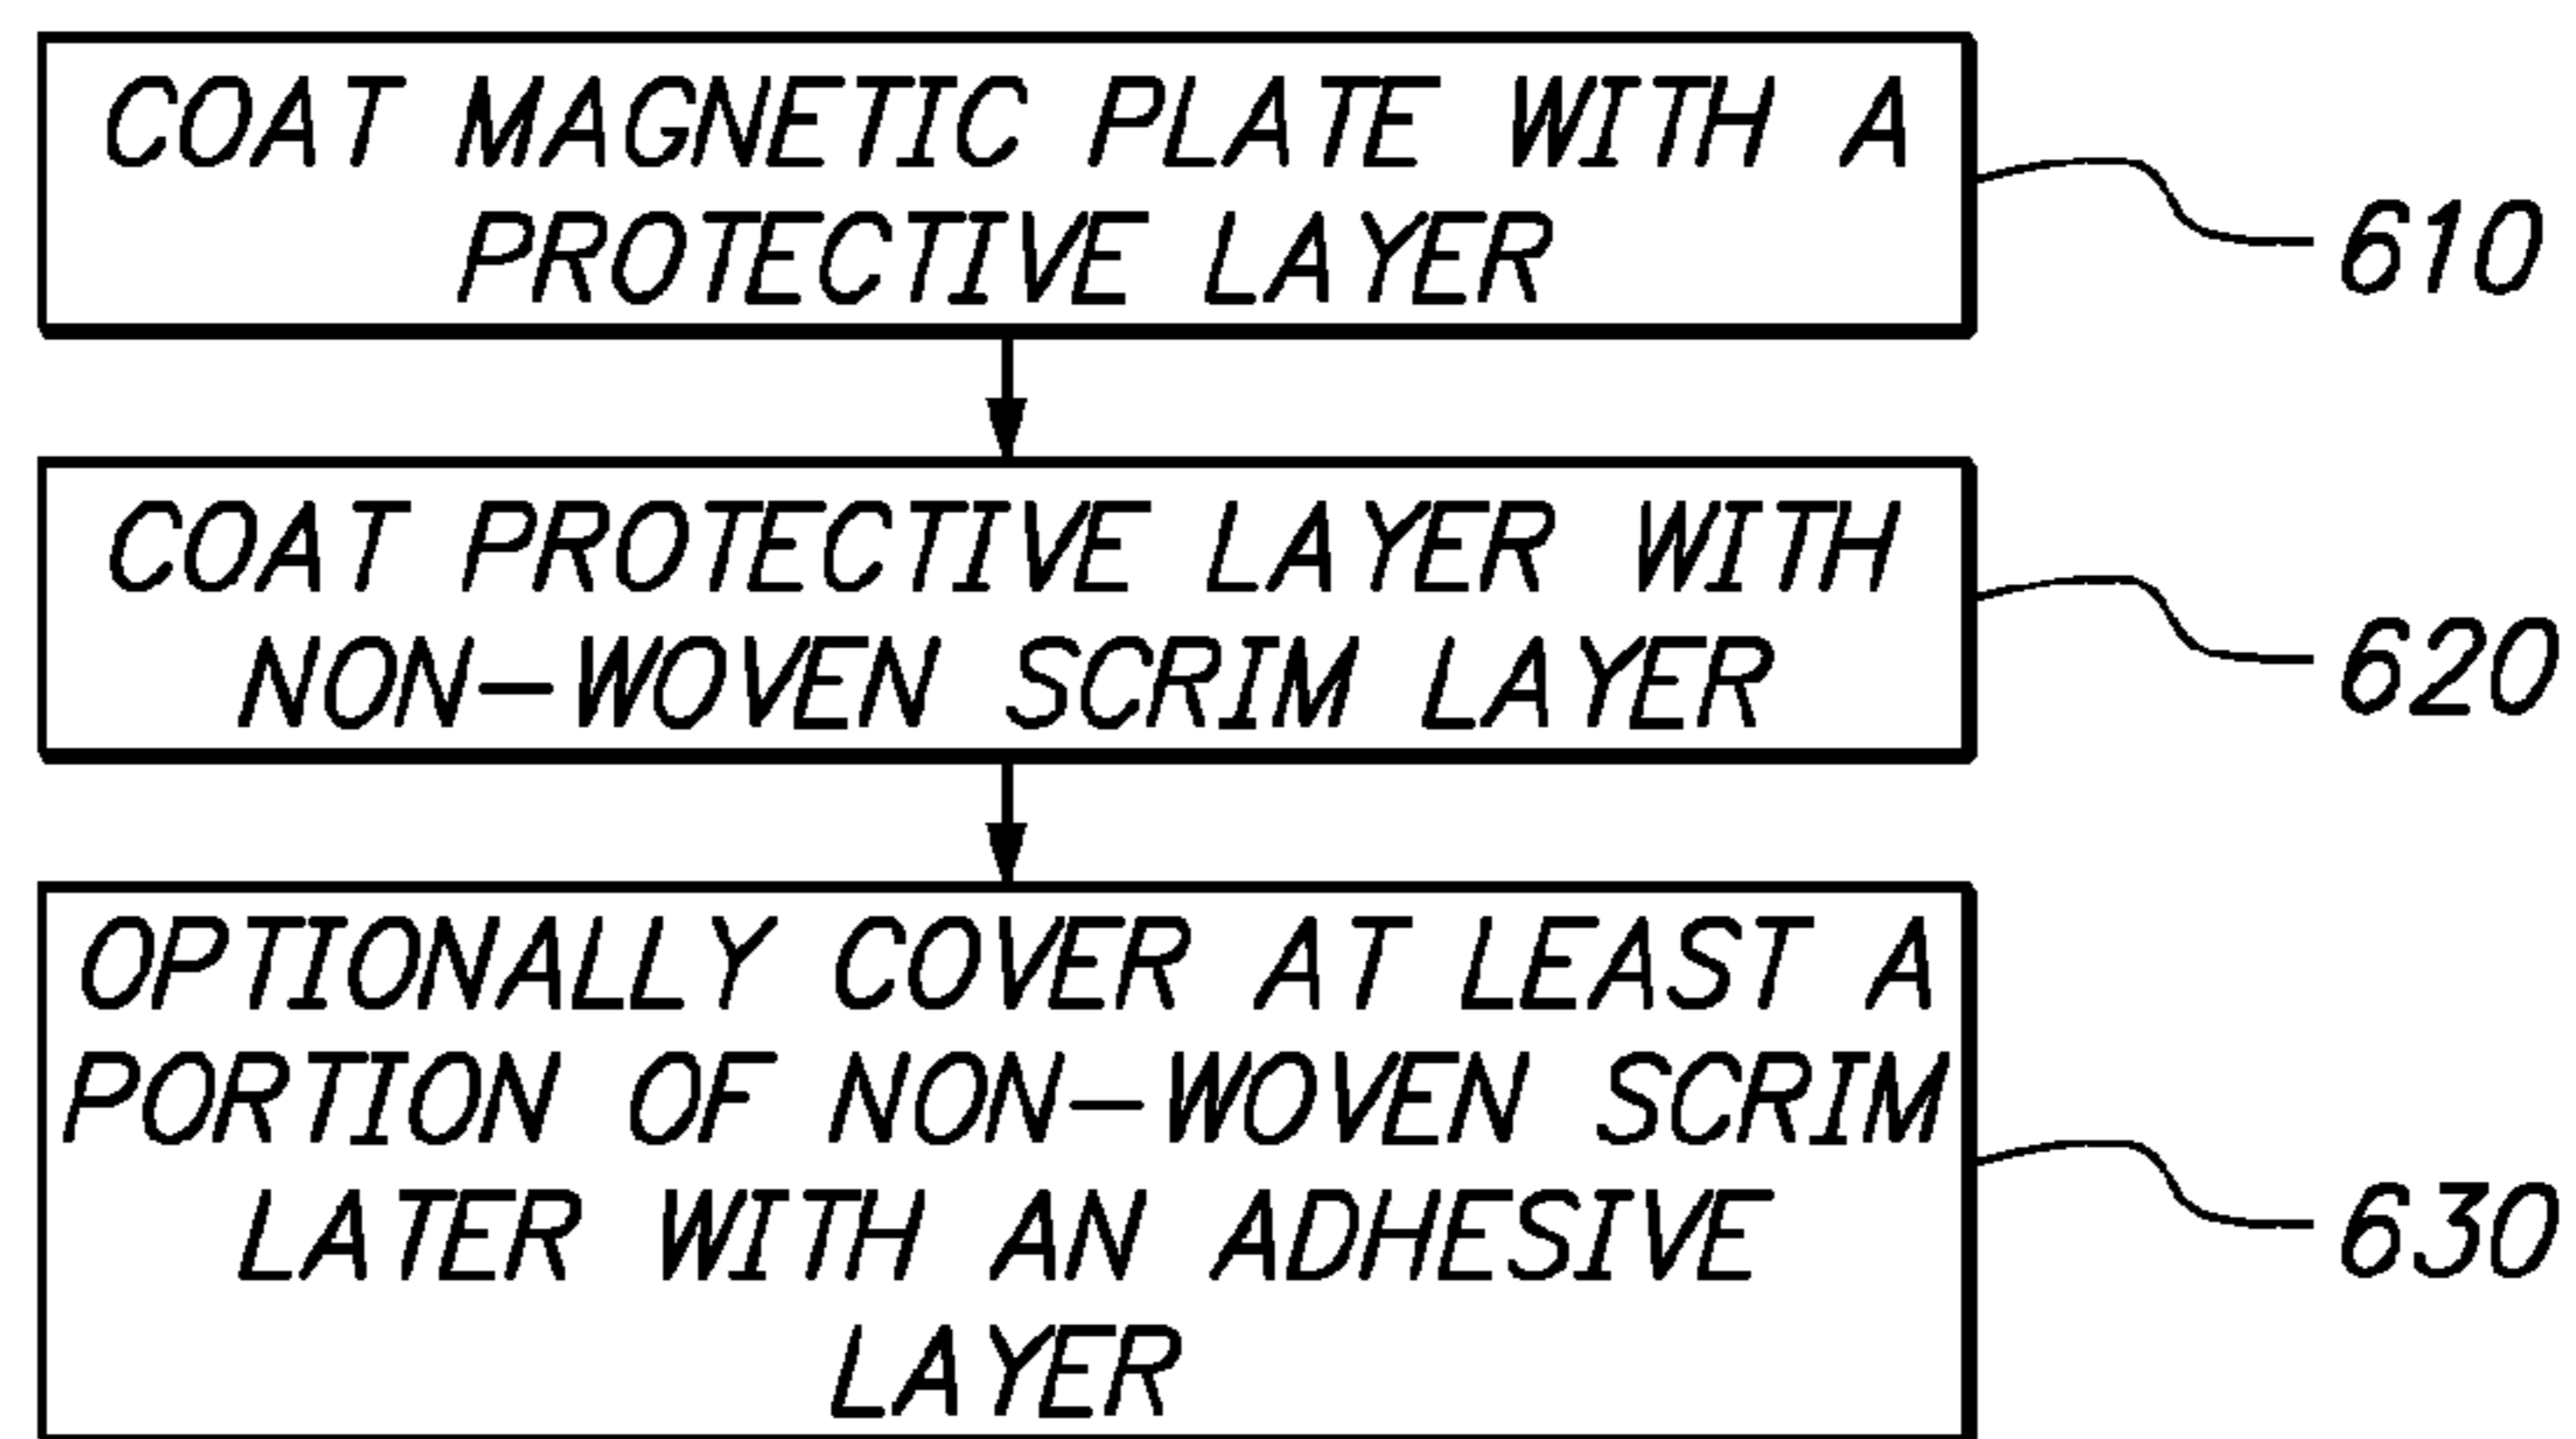 COAT MAGNETIC PLATE WITH A
PROTECTIVE LAYER
610
COAT PROTECTIVE LAYER WITH
NON-WOVEN SCRIM LAYER
620
OPTIONALLY COVER AT LEAST A
PORTION OF NON-WOVEN SCRIM
LATER WITH AN ADHESIVE
LAYER
630